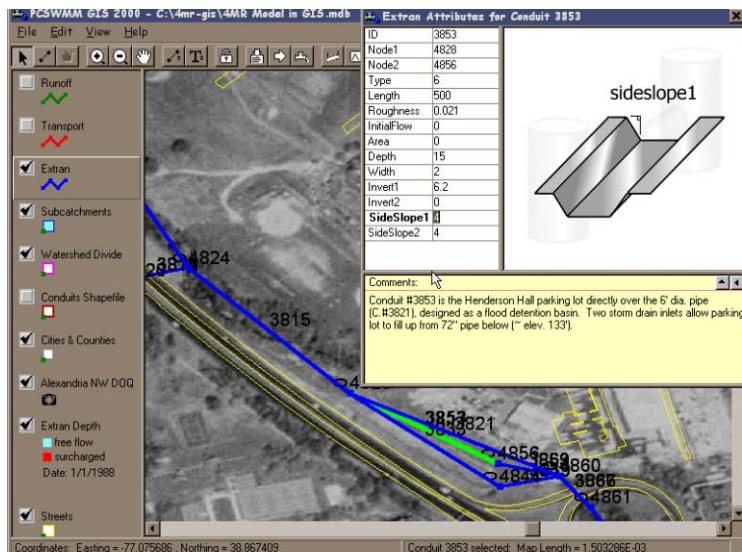 PCSWMM GIS 2000 - C:\4mr-gis\4MR Model in GIS.mdb
File Edit View Help
Runoff
Transport
Extran
Subcatchments
Watershed Divide
Conduits Shapefile
Cities & Counties
Alexandria NW DOQ
Extran Depth
free flow
surcharged
Date: 1/1/1988
Streets
4824
3815
3853
3821
4856
3869
4860
4861
Extran Attributes for Conduit 3853
ID 3853
Node1 4828
Node2 4856
Type 6
Length 500
Roughness 0.021
InitialFlow 0
Area 0
Depth 15
Width 2
Invert1 6.2
Invert2 0
SideSlope1 4
SideSlope2 4
sideslope1
Comments:
Conduit #3853 is the Henderson Hall parking lot directly over the 6' dia. pipe
(C.#3821), designed as a flood detention basin. Two storm drain inlets allow parking
lot to fill up from 72" pipe below (~ elev. 133').
Coordinates: Easting = -77.075686 , Northing = 38.867409
Conduit 3853 selected: Map Length = 1.503286E-03